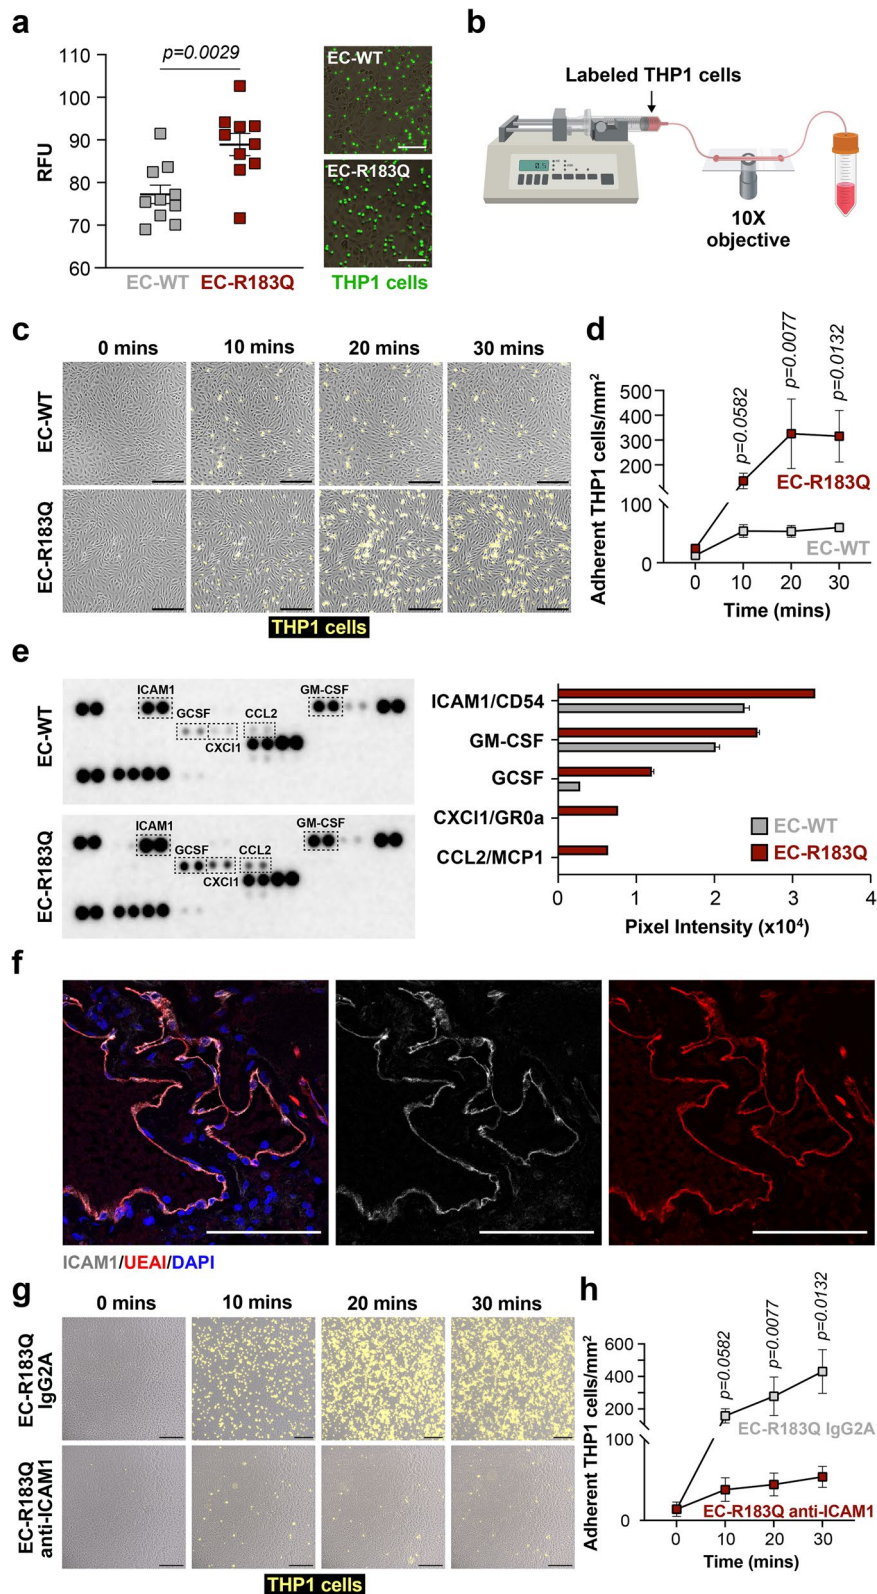 a
p=0.0029
110
100
90
80
70
60
RFU
EC-WT
EC-R183Q
EC-WT
EC-R183Q
THP1 cells
b
Labeled THP1 cells
0.5
10X
objective
c
0 mins
10 mins
20 mins
30 mins
EC-WT
EC-R183Q
THP1 cells
d
p=0.0582
p=0.0077
p=0.0132
500
400
300
200
100
0
Adherent THP1 cells/mm²
EC-R183Q
EC-WT
0
10
20
30
Time (mins)
e
EC-WT
ICAM1
GM-CSF
GCSF
CCL2
CXCl1
EC-R183Q
ICAM1
GM-CSF
GCSF
CCL2
CXCl1
ICAM1/CD54
GM-CSF
GCSF
CXCl1/GR0a
CCL2/MCP1
EC-WT
EC-R183Q
0
1
2
3
4
Pixel Intensity (x10⁴)
f
ICAM1/UEAI/DAPI
g
0 mins
10 mins
20 mins
30 mins
EC-R183Q
IgG2A
EC-R183Q
anti-ICAM1
THP1 cells
h
p=0.0582
p=0.0077
p=0.0132
600
400
200
100
0
Adherent THP1 cells/mm²
EC-R183Q IgG2A
EC-R183Q anti-ICAM1
0
10
20
30
Time (mins)